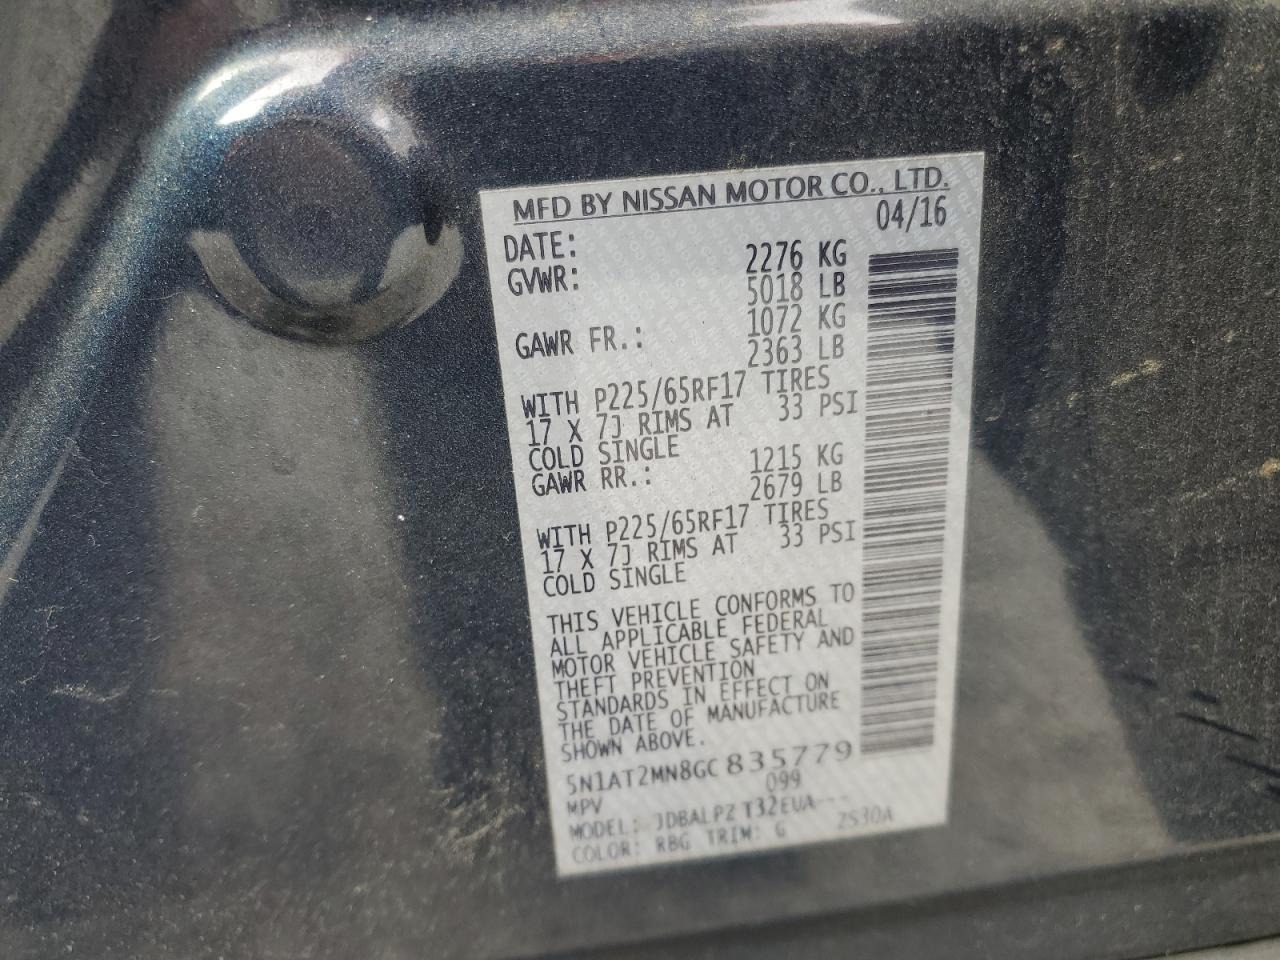 MFD BY NISSAN MOTOR CO., LTD.
DATE: 04/16
GVWR: 2276 KG
5018 LB
GAWR FR.: 1072 KG
2363 LB
WITH P225/65RF17 TIRES
17 X 7J RIMS AT 33 PSI
COLD SINGLE
GAWR RR.: 1215 KG
2679 LB
WITH P225/65RF17 TIRES
17 X 7J RIMS AT 33 PSI
COLD SINGLE
THIS VEHICLE CONFORMS TO
ALL APPLICABLE FEDERAL
MOTOR VEHICLE SAFETY AND
THEFT PREVENTION
STANDARDS IN EFFECT ON
THE DATE OF MANUFACTURE
SHOWN ABOVE.
5N1AT2MN8GC 835779
MPV 099
MODEL: JDBALPZ T32EUA---
COLOR: RBG TRIM: G 2S30A